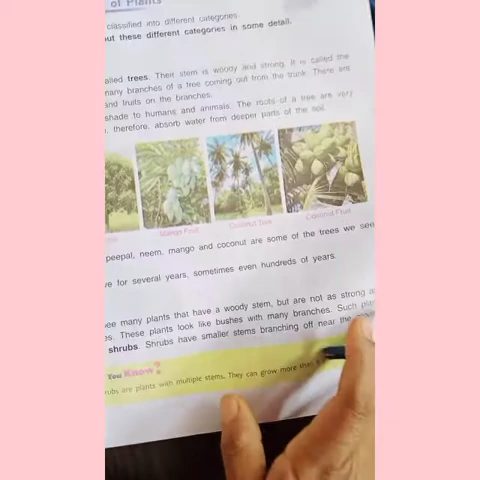 of Plants
classified into different categories.
out these different categories in some detail.
alled trees. Their stem is woody and strong. It is called the
many branches of a tree coming out from the trunk. There are
and fruits on the branches.
shade to humans and animals. The roots of a tree are very
, therefore, absorb water from deeper parts of the soil.
Mango Fruit
Coconut Tree
Coconut Fruit
peepal, neem, mango and coconut are some of the trees we see
ve for several years, sometimes even hundreds of years.
ee many plants that have a woody stem, but are not as strong a
es. These plants look like bushes with many branches. Such pla
shrubs. Shrubs have smaller stems branching off near the
You Know?
rubs are plants with multiple stems. They can grow more than